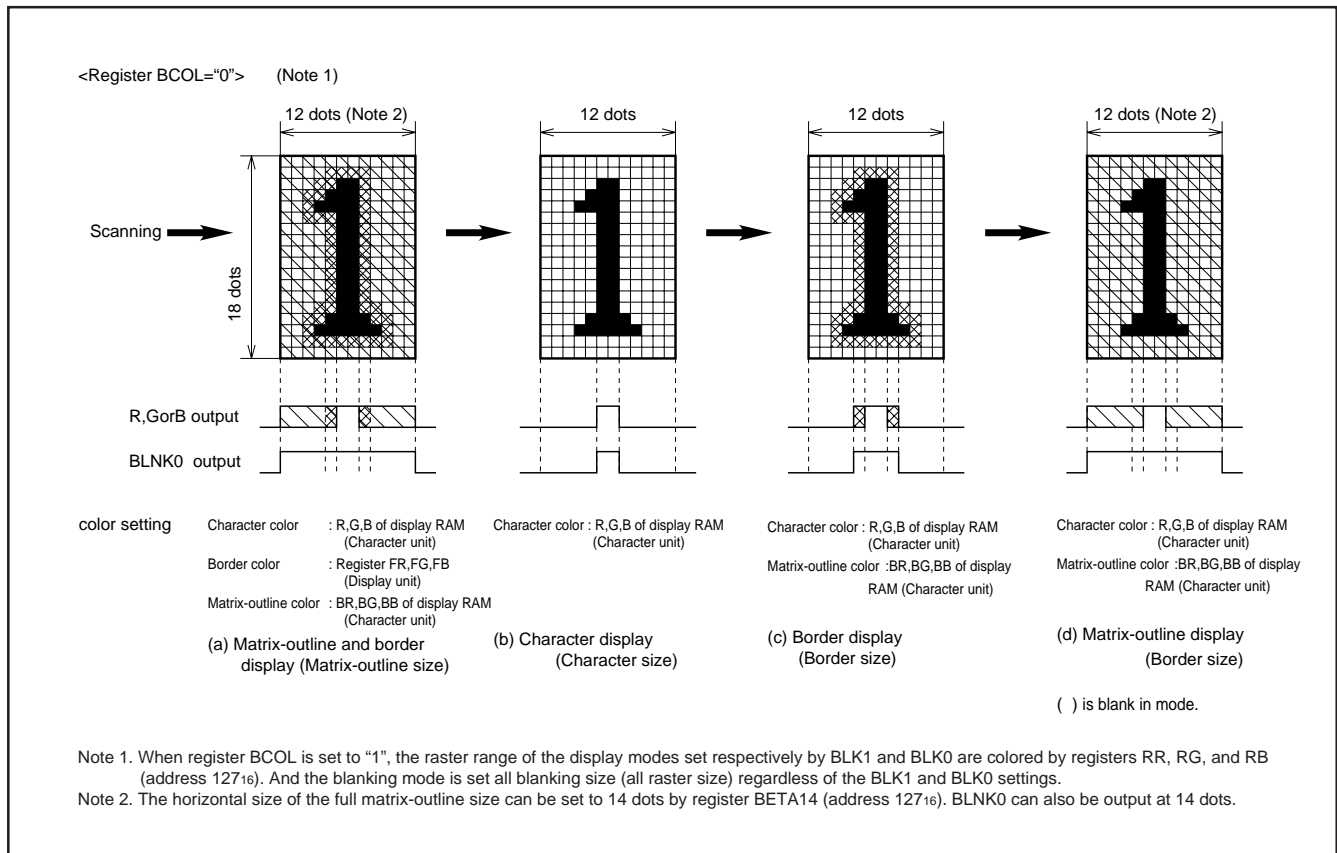 <Register BCOL=“0”> (Note 1)
12 dots (Note 2) 12 dots 12 dots 12 dots (Note 2)
Scanning
18 dots
R,GorB output
BLNK0 output
color setting
Character color : R,G,B of display RAM
(Character unit)
Border color : Register FR,FG,FB
(Display unit)
Matrix-outline color : BR,BG,BB of display RAM
(Character unit)
(a) Matrix-outline and border
display (Matrix-outline size)
Character color : R,G,B of display RAM
(Character unit)
(b) Character display
(Character size)
Character color : R,G,B of display RAM
(Character unit)
Matrix-outline color :BR,BG,BB of display
RAM (Character unit)
(c) Border display
(Border size)
Character color : R,G,B of display RAM
(Character unit)
Matrix-outline color :BR,BG,BB of display
RAM (Character unit)
(d) Matrix-outline display
(Border size)
( ) is blank in mode.
Note 1. When register BCOL is set to “1”, the raster range of the display modes set respectively by BLK1 and BLK0 are colored by registers RR, RG, and RB
(address 12716). And the blanking mode is set all blanking size (all raster size) regardless of the BLK1 and BLK0 settings.
Note 2. The horizontal size of the full matrix-outline size can be set to 14 dots by register BETA14 (address 12716). BLNK0 can also be output at 14 dots.